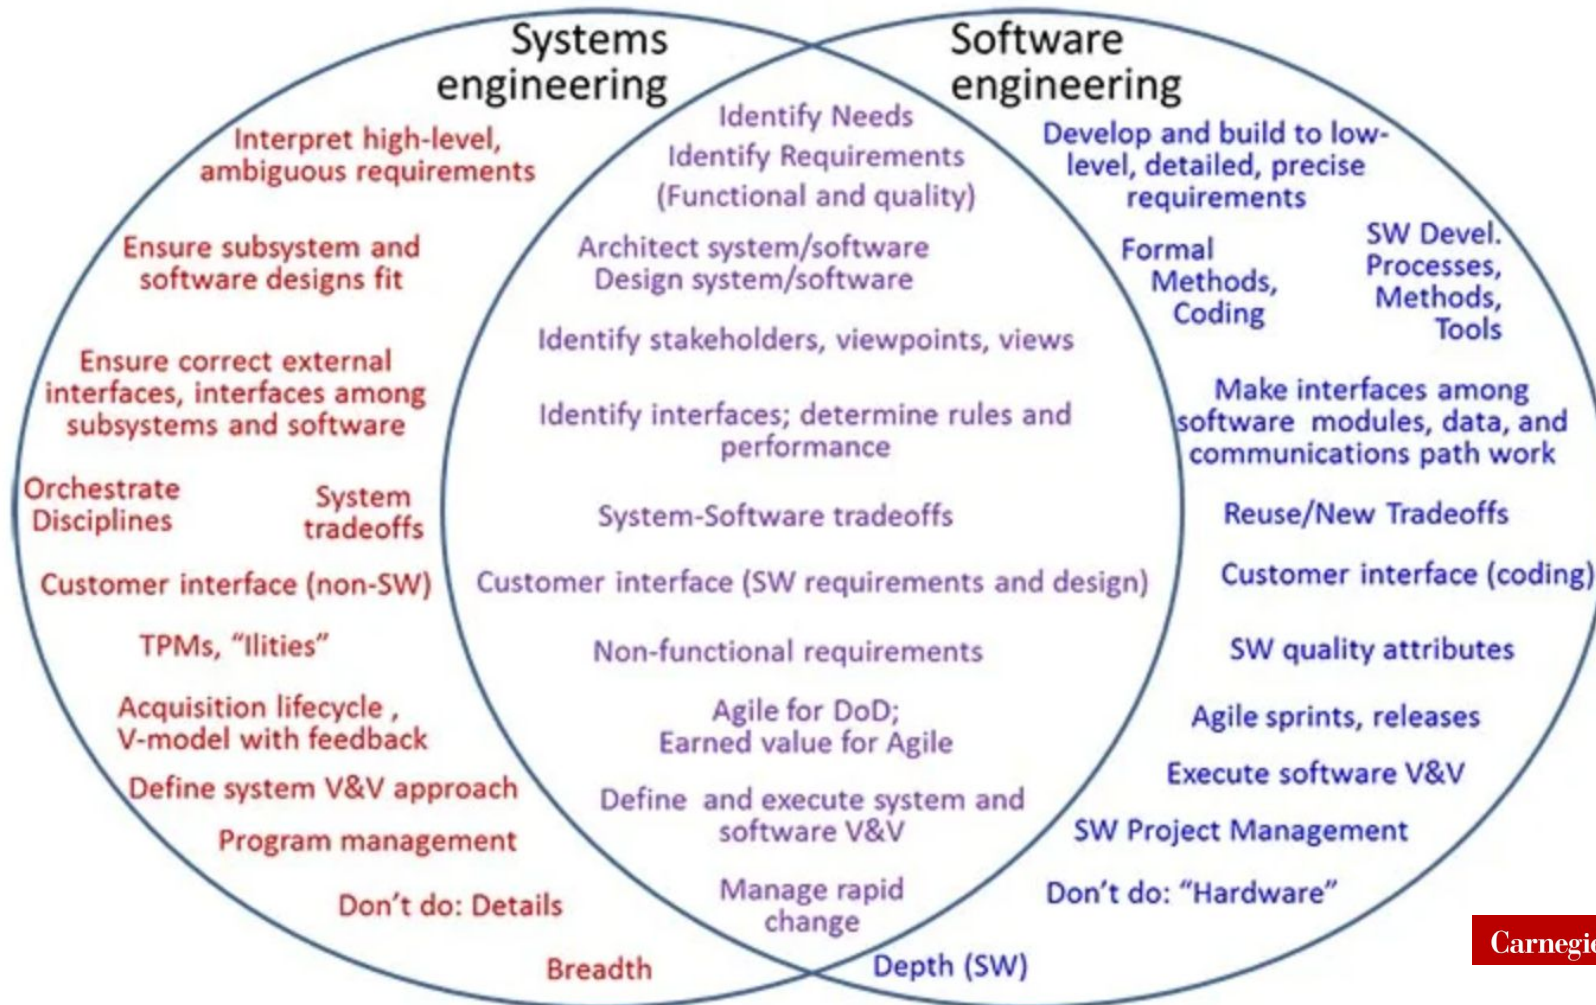 Systems
engineering
Software
engineering
Interpret high-level,
ambiguous requirements
Ensure subsystem and
software designs fit
Ensure correct external
interfaces, interfaces among
subsystems and software
Orchestrate
Disciplines
System
tradeoffs
Customer interface (non-SW)
TPMs, “Ilities”
Acquisition lifecycle ,
V-model with feedback
Define system V&V approach
Program management
Don’t do: Details
Breadth
Identify Needs
Identify Requirements
(Functional and quality)
Architect system/software
Design system/software
Identify stakeholders, viewpoints, views
Identify interfaces; determine rules and
performance
System-Software tradeoffs
Customer interface (SW requirements and design)
Non-functional requirements
Agile for DoD;
Earned value for Agile
Define and execute system and
software V&V
Manage rapid
change
Develop and build to low-
level, detailed, precise
requirements
Formal
Methods,
Coding
SW Devel.
Processes,
Methods,
Tools
Make interfaces among
software modules, data, and
communications path work
Reuse/New Tradeoffs
Customer interface (coding)
SW quality attributes
Agile sprints, releases
Execute software V&V
SW Project Management
Don’t do: “Hardware”
Depth (SW)